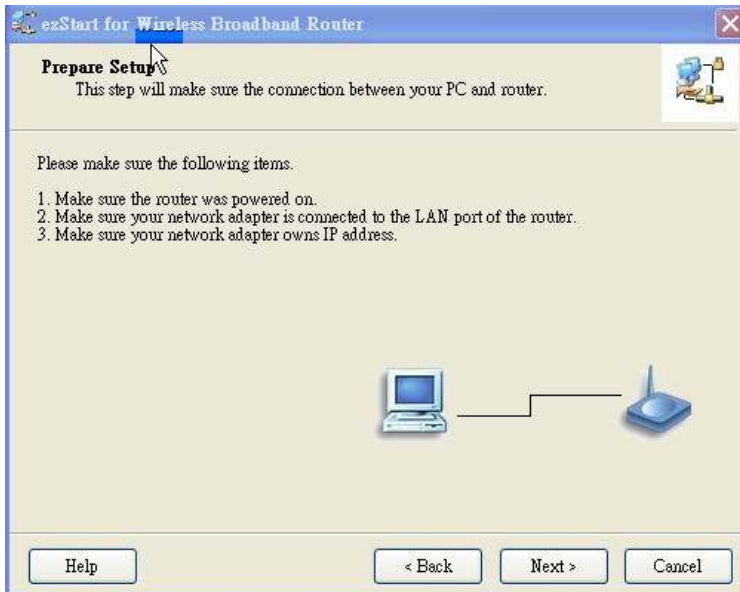 ezStart for Wireless Broadband Router
Prepare Setup
This step will make sure the connection between your PC and router.
Please make sure the following items.
1. Make sure the router was powered on.
2. Make sure your network adapter is connected to the LAN port of the router.
3. Make sure your network adapter owns IP address.
Help
< Back
Next >
Cancel